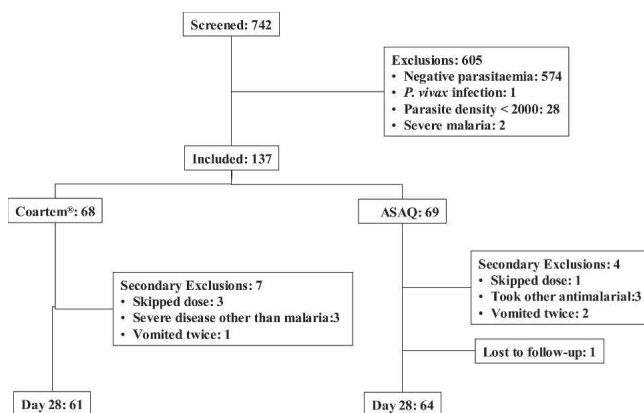 Screened: 742
Exclusions: 605
• Negative parasitaemia: 574
• P. vivax infection: 1
• Parasite density < 2000: 28
• Severe malaria: 2
Included: 137
Coartem®: 68
ASAQ: 69
Secondary Exclusions: 7
• Skipped dose: 3
• Severe disease other than malaria:3
• Vomited twice: 1
Secondary Exclusions: 4
• Skipped dose: 1
• Took other antimalarial:3
• Vomited twice: 2
Lost to follow-up: 1
Day 28: 61
Day 28: 64